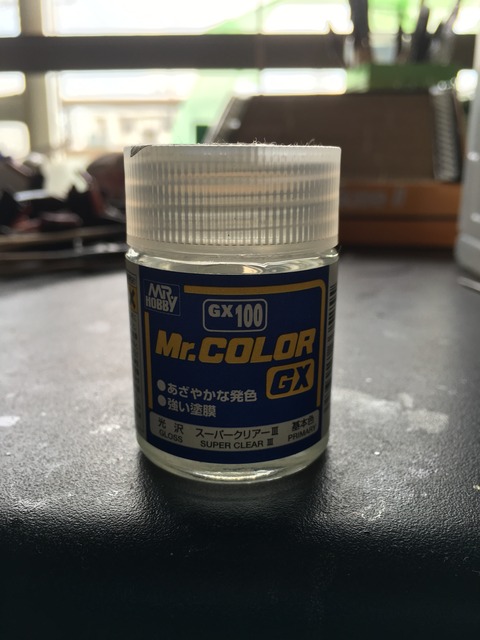 MR HOBBY
GX100
Mr.COLOR
GX
●あざやかな発色
●強い塗膜
光沢 スーパークリアーⅢ 基本色
GLOSS SUPER CLEAR Ⅲ PRIMARY